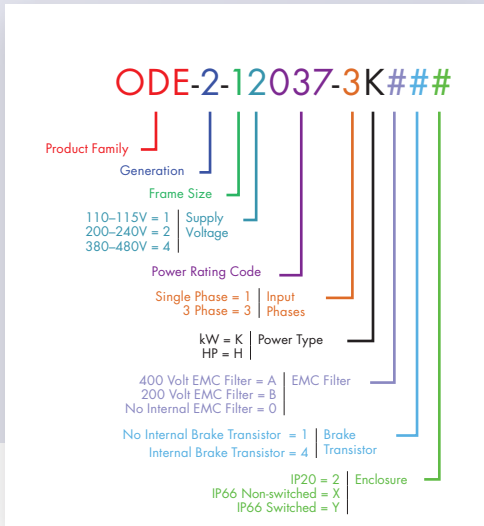 ODE-2-12037-3K###
Product Family
Generation
Frame Size
110–115V = 1 Supply
200–240V = 2 Voltage
380–480V = 4
Power Rating Code
Single Phase = 1 Input
3 Phase = 3 Phases
kW = K Power Type
HP = H
400 Volt EMC Filter = A EMC Filter
200 Volt EMC Filter = B
No Internal EMC Filter = 0
No Internal Brake Transistor = 1 Brake
Internal Brake Transistor = 4 Transistor
IP20 = 2 Enclosure
IP66 Non-switched = X
IP66 Switched = Y